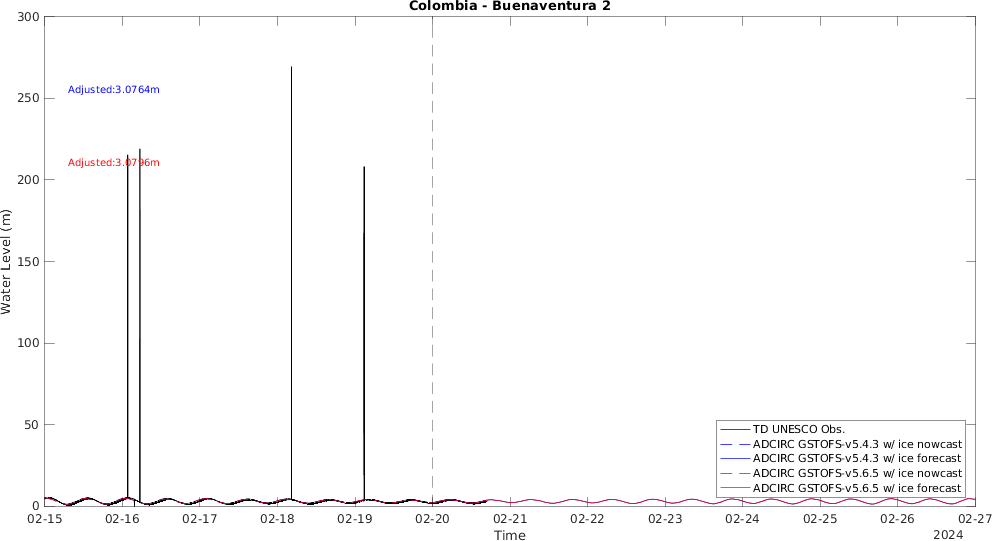 Colombia - Buenaventura 2
300
250
200
150
100
50
0
Water Level (m)
Adjusted:3.0764m
Adjusted:3.0796m
TD UNESCO Obs.
ADCIRC GSTOFS-v5.4.3 w/ ice nowcast
ADCIRC GSTOFS-v5.4.3 w/ ice forecast
ADCIRC GSTOFS-v5.6.5 w/ ice nowcast
ADCIRC GSTOFS-v5.6.5 w/ ice forecast
02-15 02-16 02-17 02-18 02-19 02-20 02-21 02-22 02-23 02-24 02-25 02-26 02-27
Time
2024